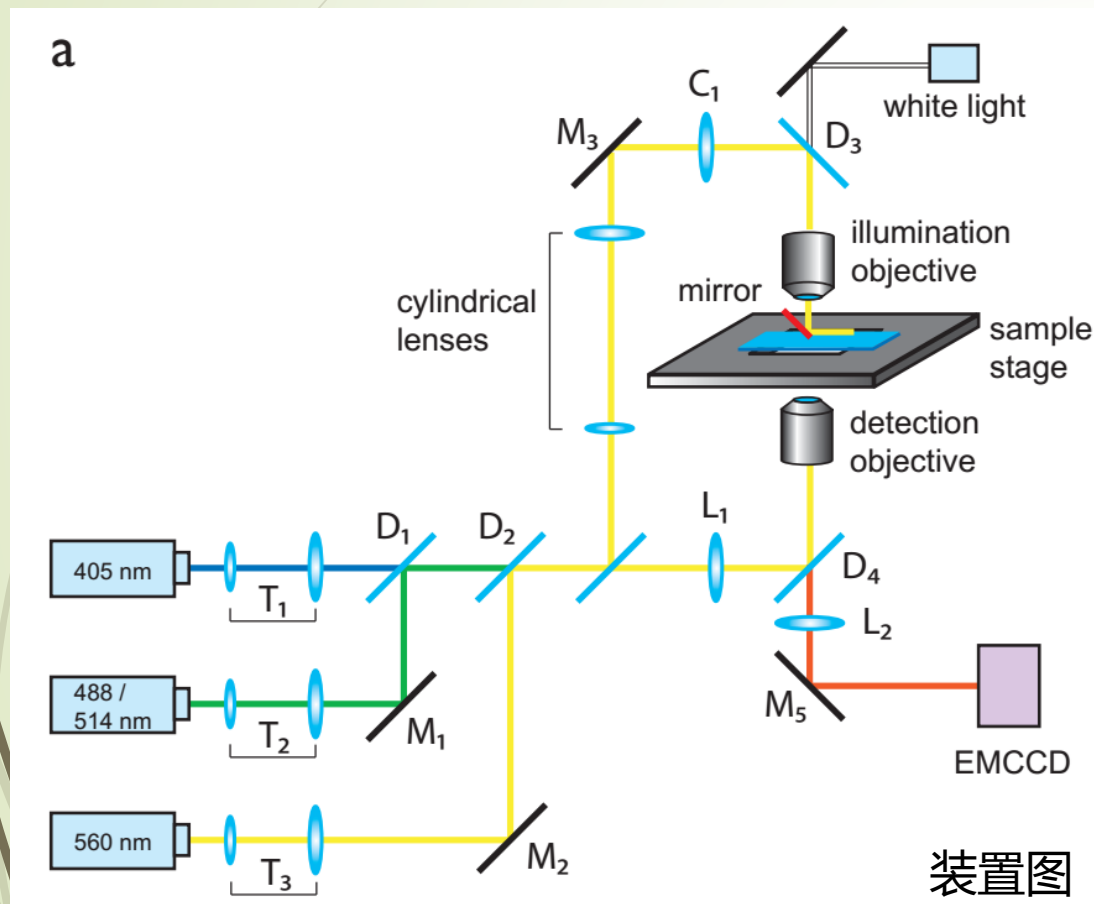 a
white light
C₁
M₃
D₃
illumination
objective
mirror
cylindrical
lenses
sample
stage
detection
objective
L₁
D₁
D₂
405 nm
D₄
T₁
L₂
488 /
514 nm
M₁
M₅
T₂
EMCCD
560 nm
M₂
T₃
装置图